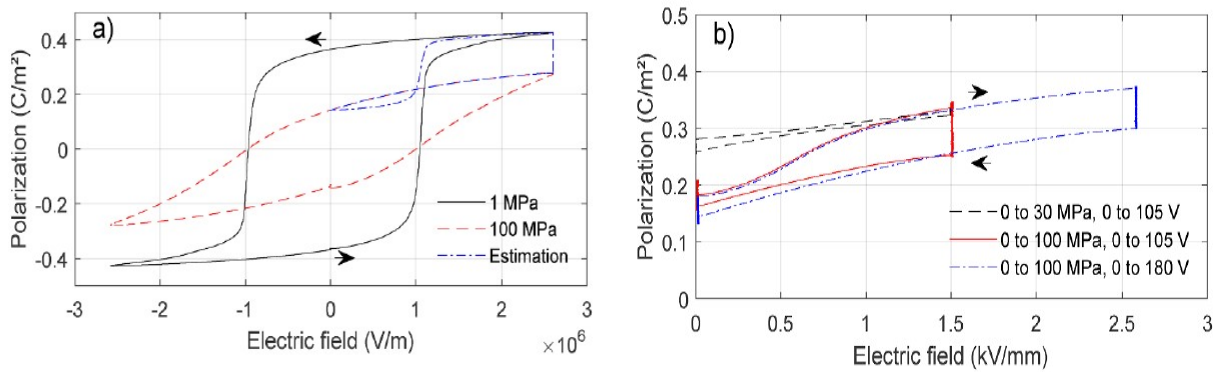 a)
Polarization (C/m²)
0.4
0.2
0
-0.2
-0.4
-3
-2
-1
0
1
2
3
Electric field (V/m)
×10⁶
1 MPa
100 MPa
Estimation
b)
Polarization (C/m²)
0.5
0.4
0.3
0.2
0.1
0
0
0.5
1
1.5
2
2.5
3
Electric field (kV/mm)
0 to 30 MPa, 0 to 105 V
0 to 100 MPa, 0 to 105 V
0 to 100 MPa, 0 to 180 V